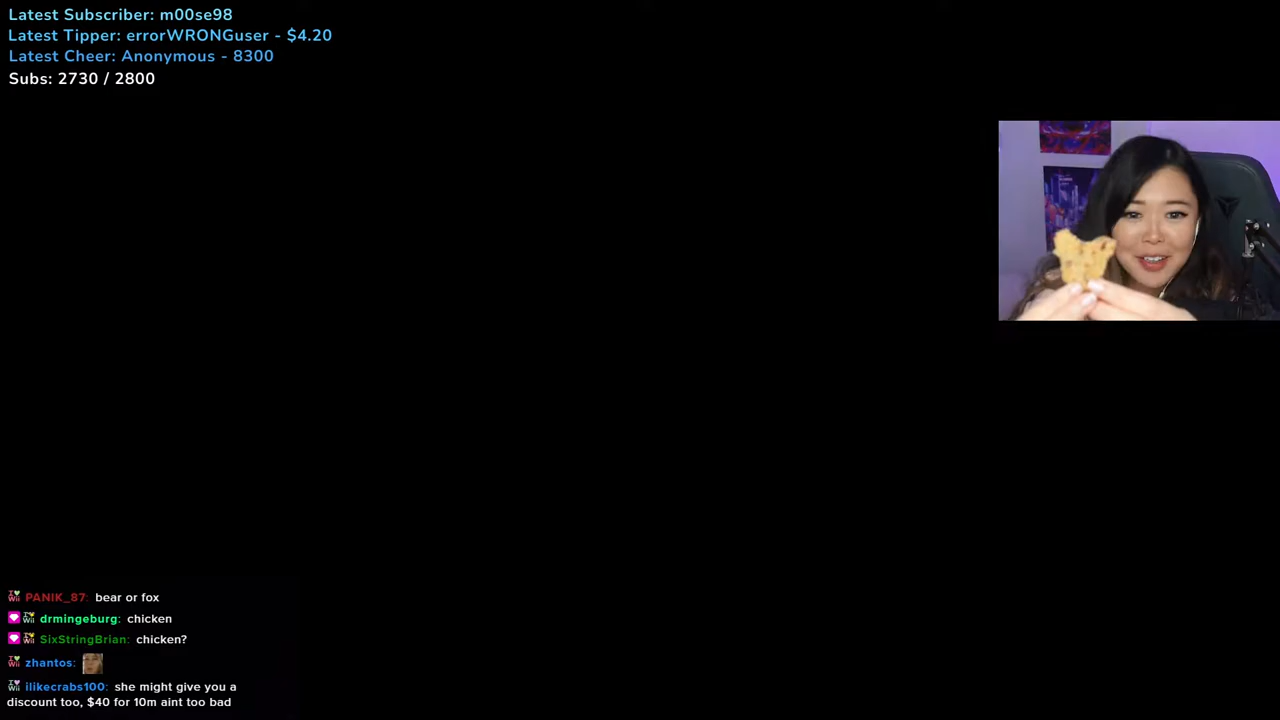 Latest Subscriber: m00se98
Latest Tipper: errorWRONGuser - $4.20
Latest Cheer: Anonymous - 8300
Subs: 2730 / 2800
PANIK_87: bear or fox
drmingeburg: chicken
SixStringBrian: chicken?
zhantos:
ilikecrabs100: she might give you a
discount too, $40 for 10m aint too bad